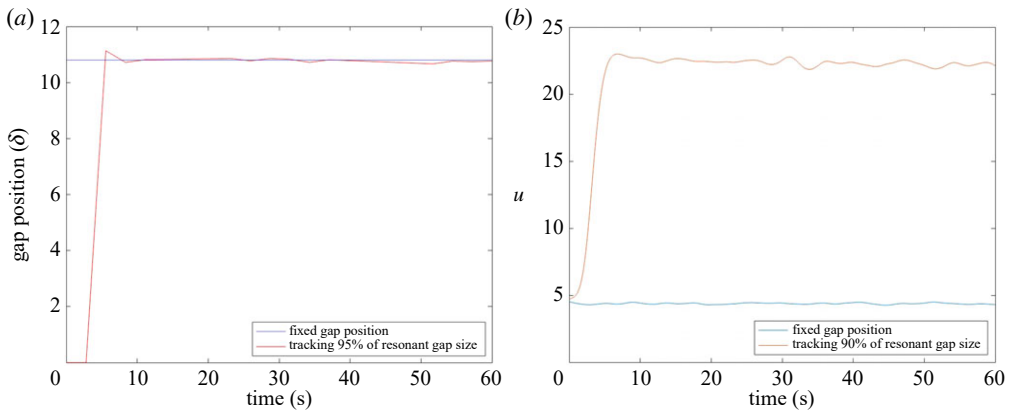 (a)
12
10
8
6
4
2
0
10
20
30
40
50
60
gap position (δ)
time (s)
fixed gap position
tracking 95% of resonant gap size
(b)
25
20
15
10
5
0
10
20
30
40
50
60
u
time (s)
fixed gap position
tracking 90% of resonant gap size